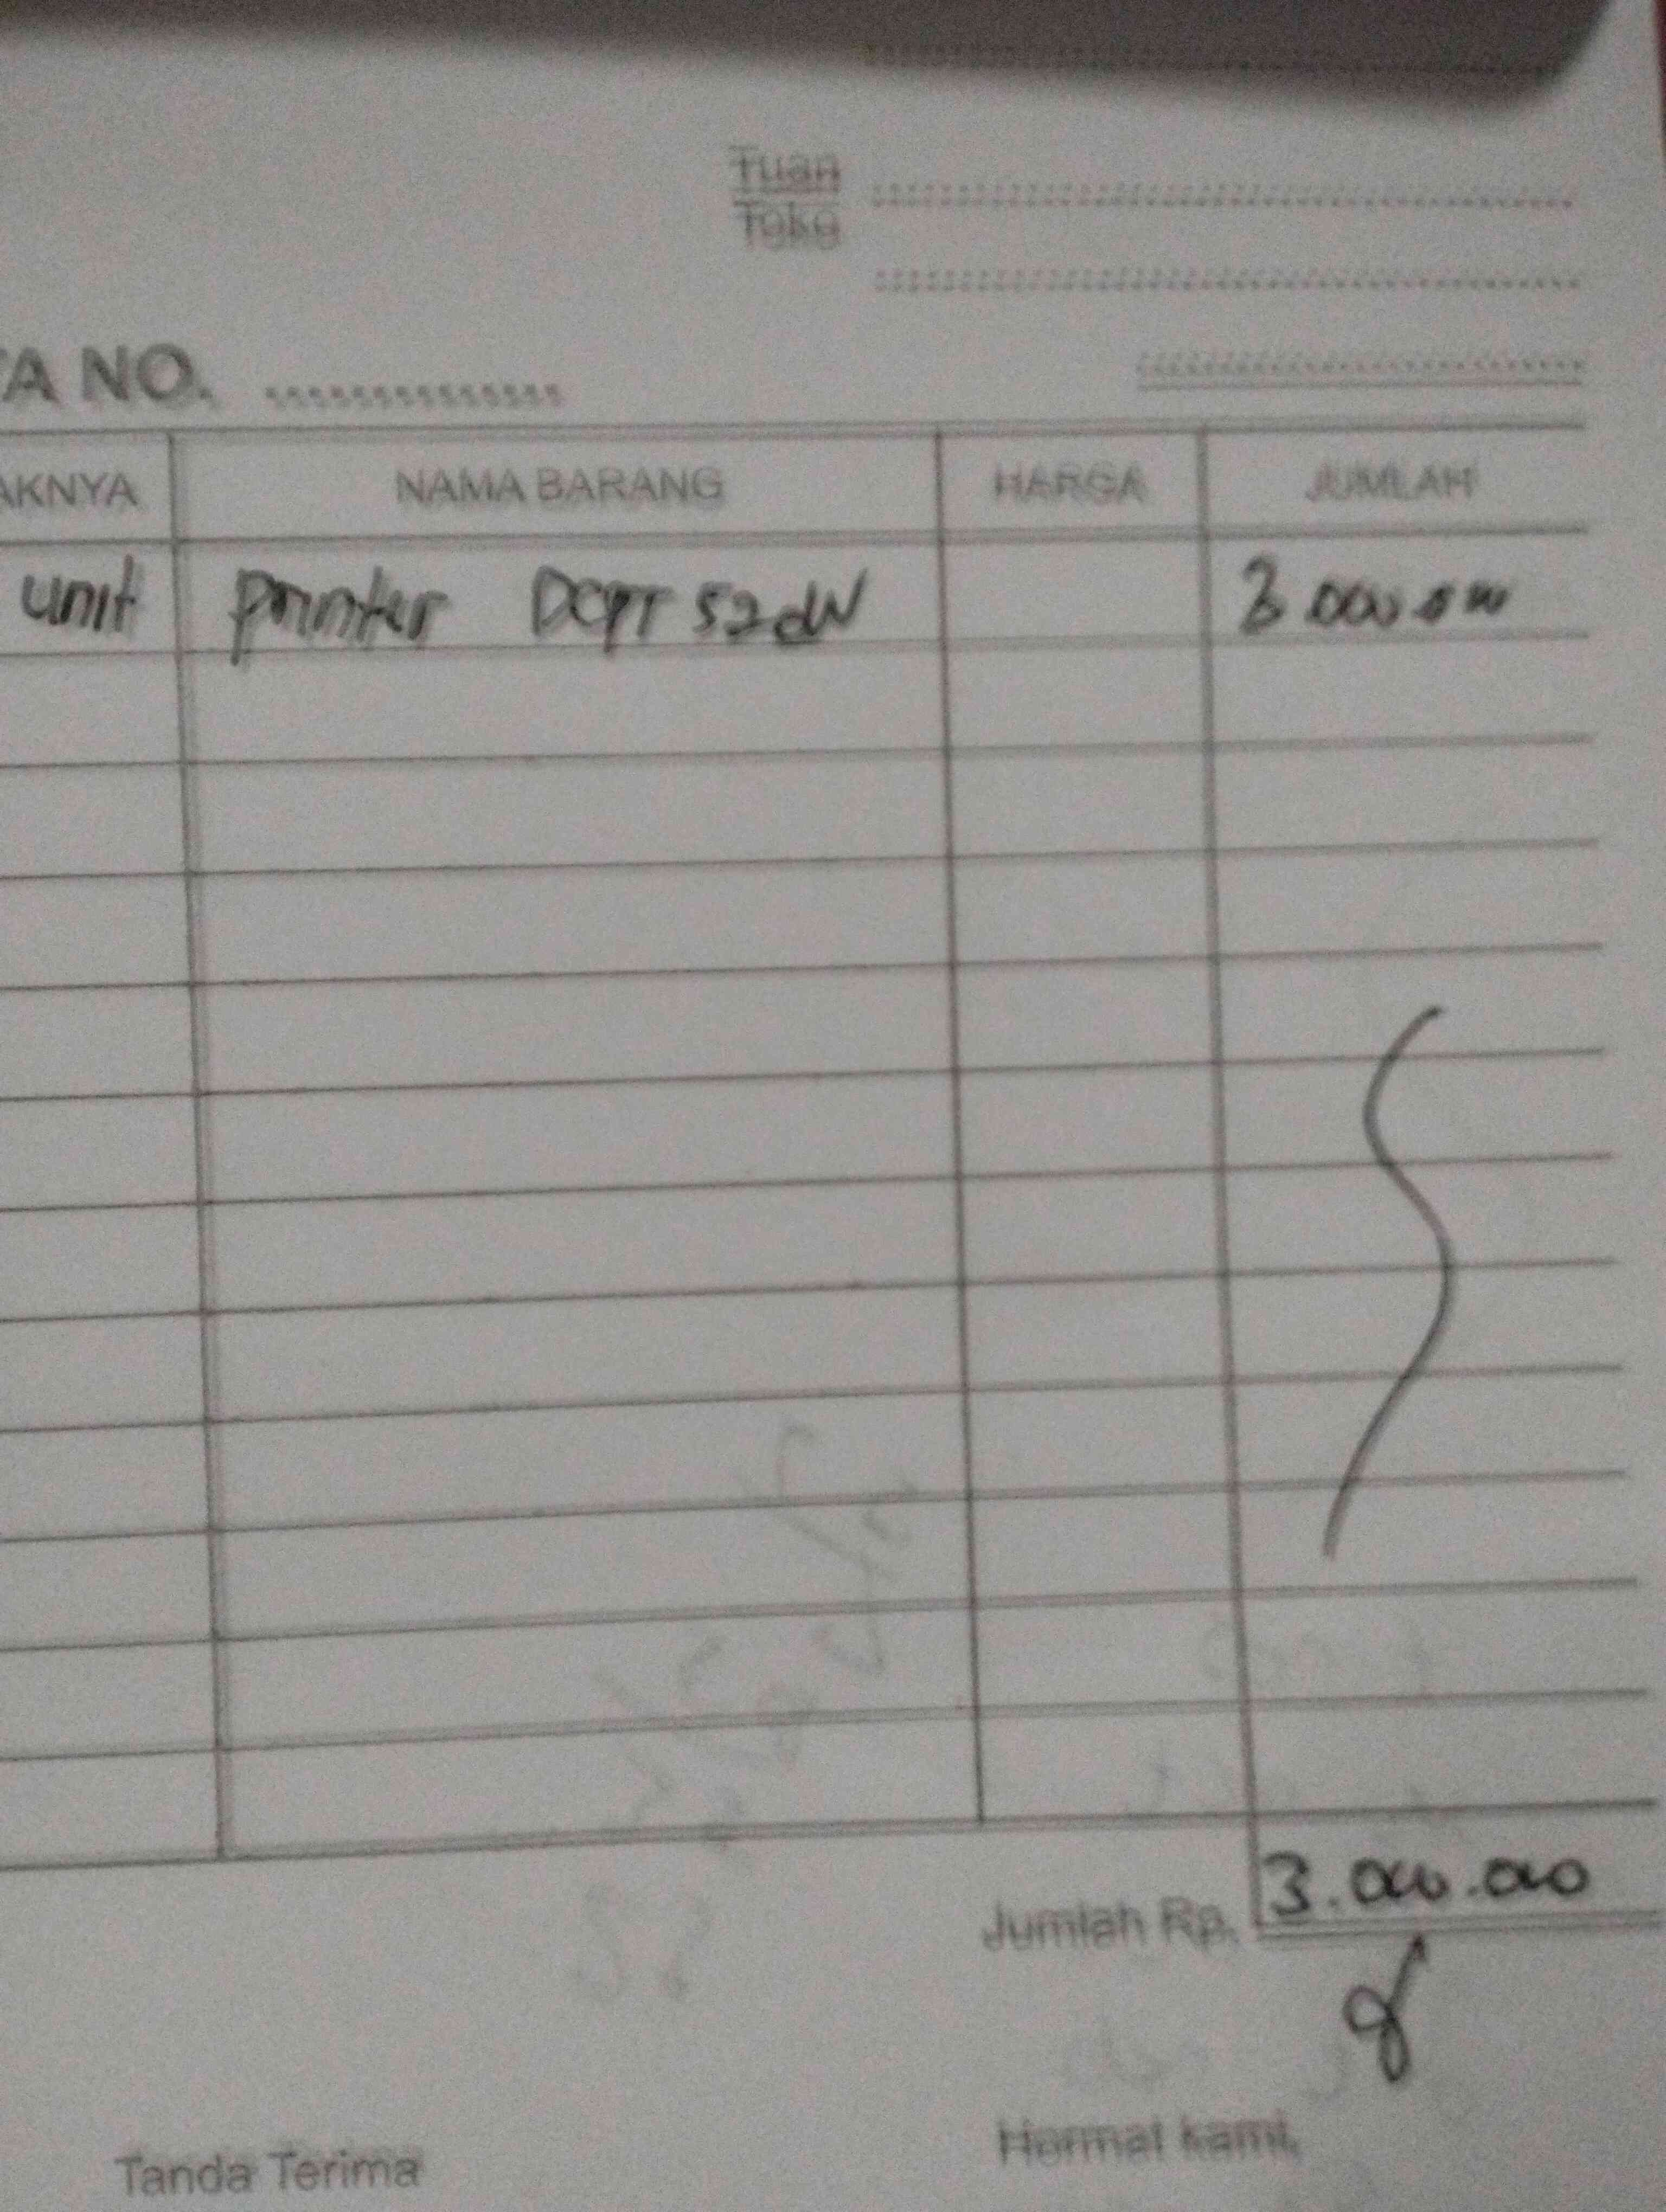 Tuan
Toko
TA NO. ..............
AKNYA NAMA BARANG HARGA JUMLAH
unit printer DCPT 520W 3.000.000
Jumlah Rp. 3.000.000
Tanda Terima Hormat kami,